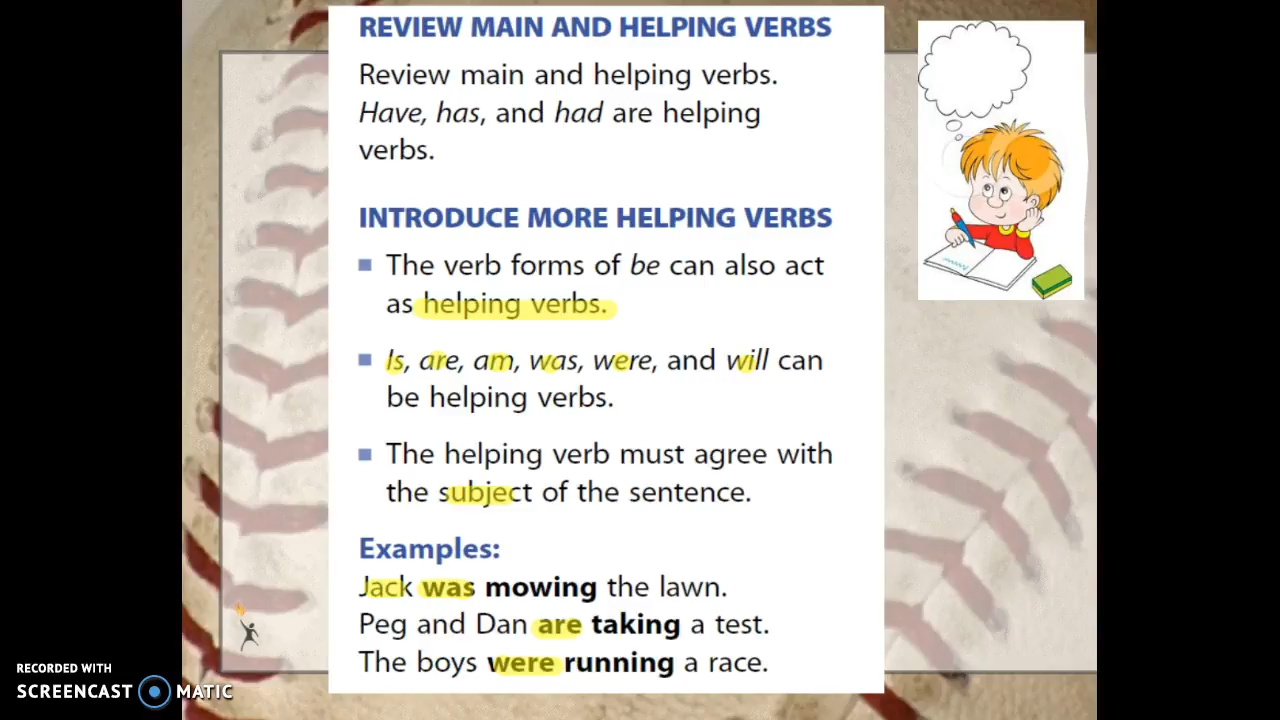 REVIEW MAIN AND HELPING VERBS
Review main and helping verbs.
Have, has, and had are helping
verbs.
INTRODUCE MORE HELPING VERBS
■ The verb forms of be can also act
as helping verbs.
■ Is, are, am, was, were, and will can
be helping verbs.
■ The helping verb must agree with
the subject of the sentence.
Examples:
Jack was mowing the lawn.
Peg and Dan are taking a test.
The boys were running a race.
RECORDED WITH
SCREENCAST MATIC